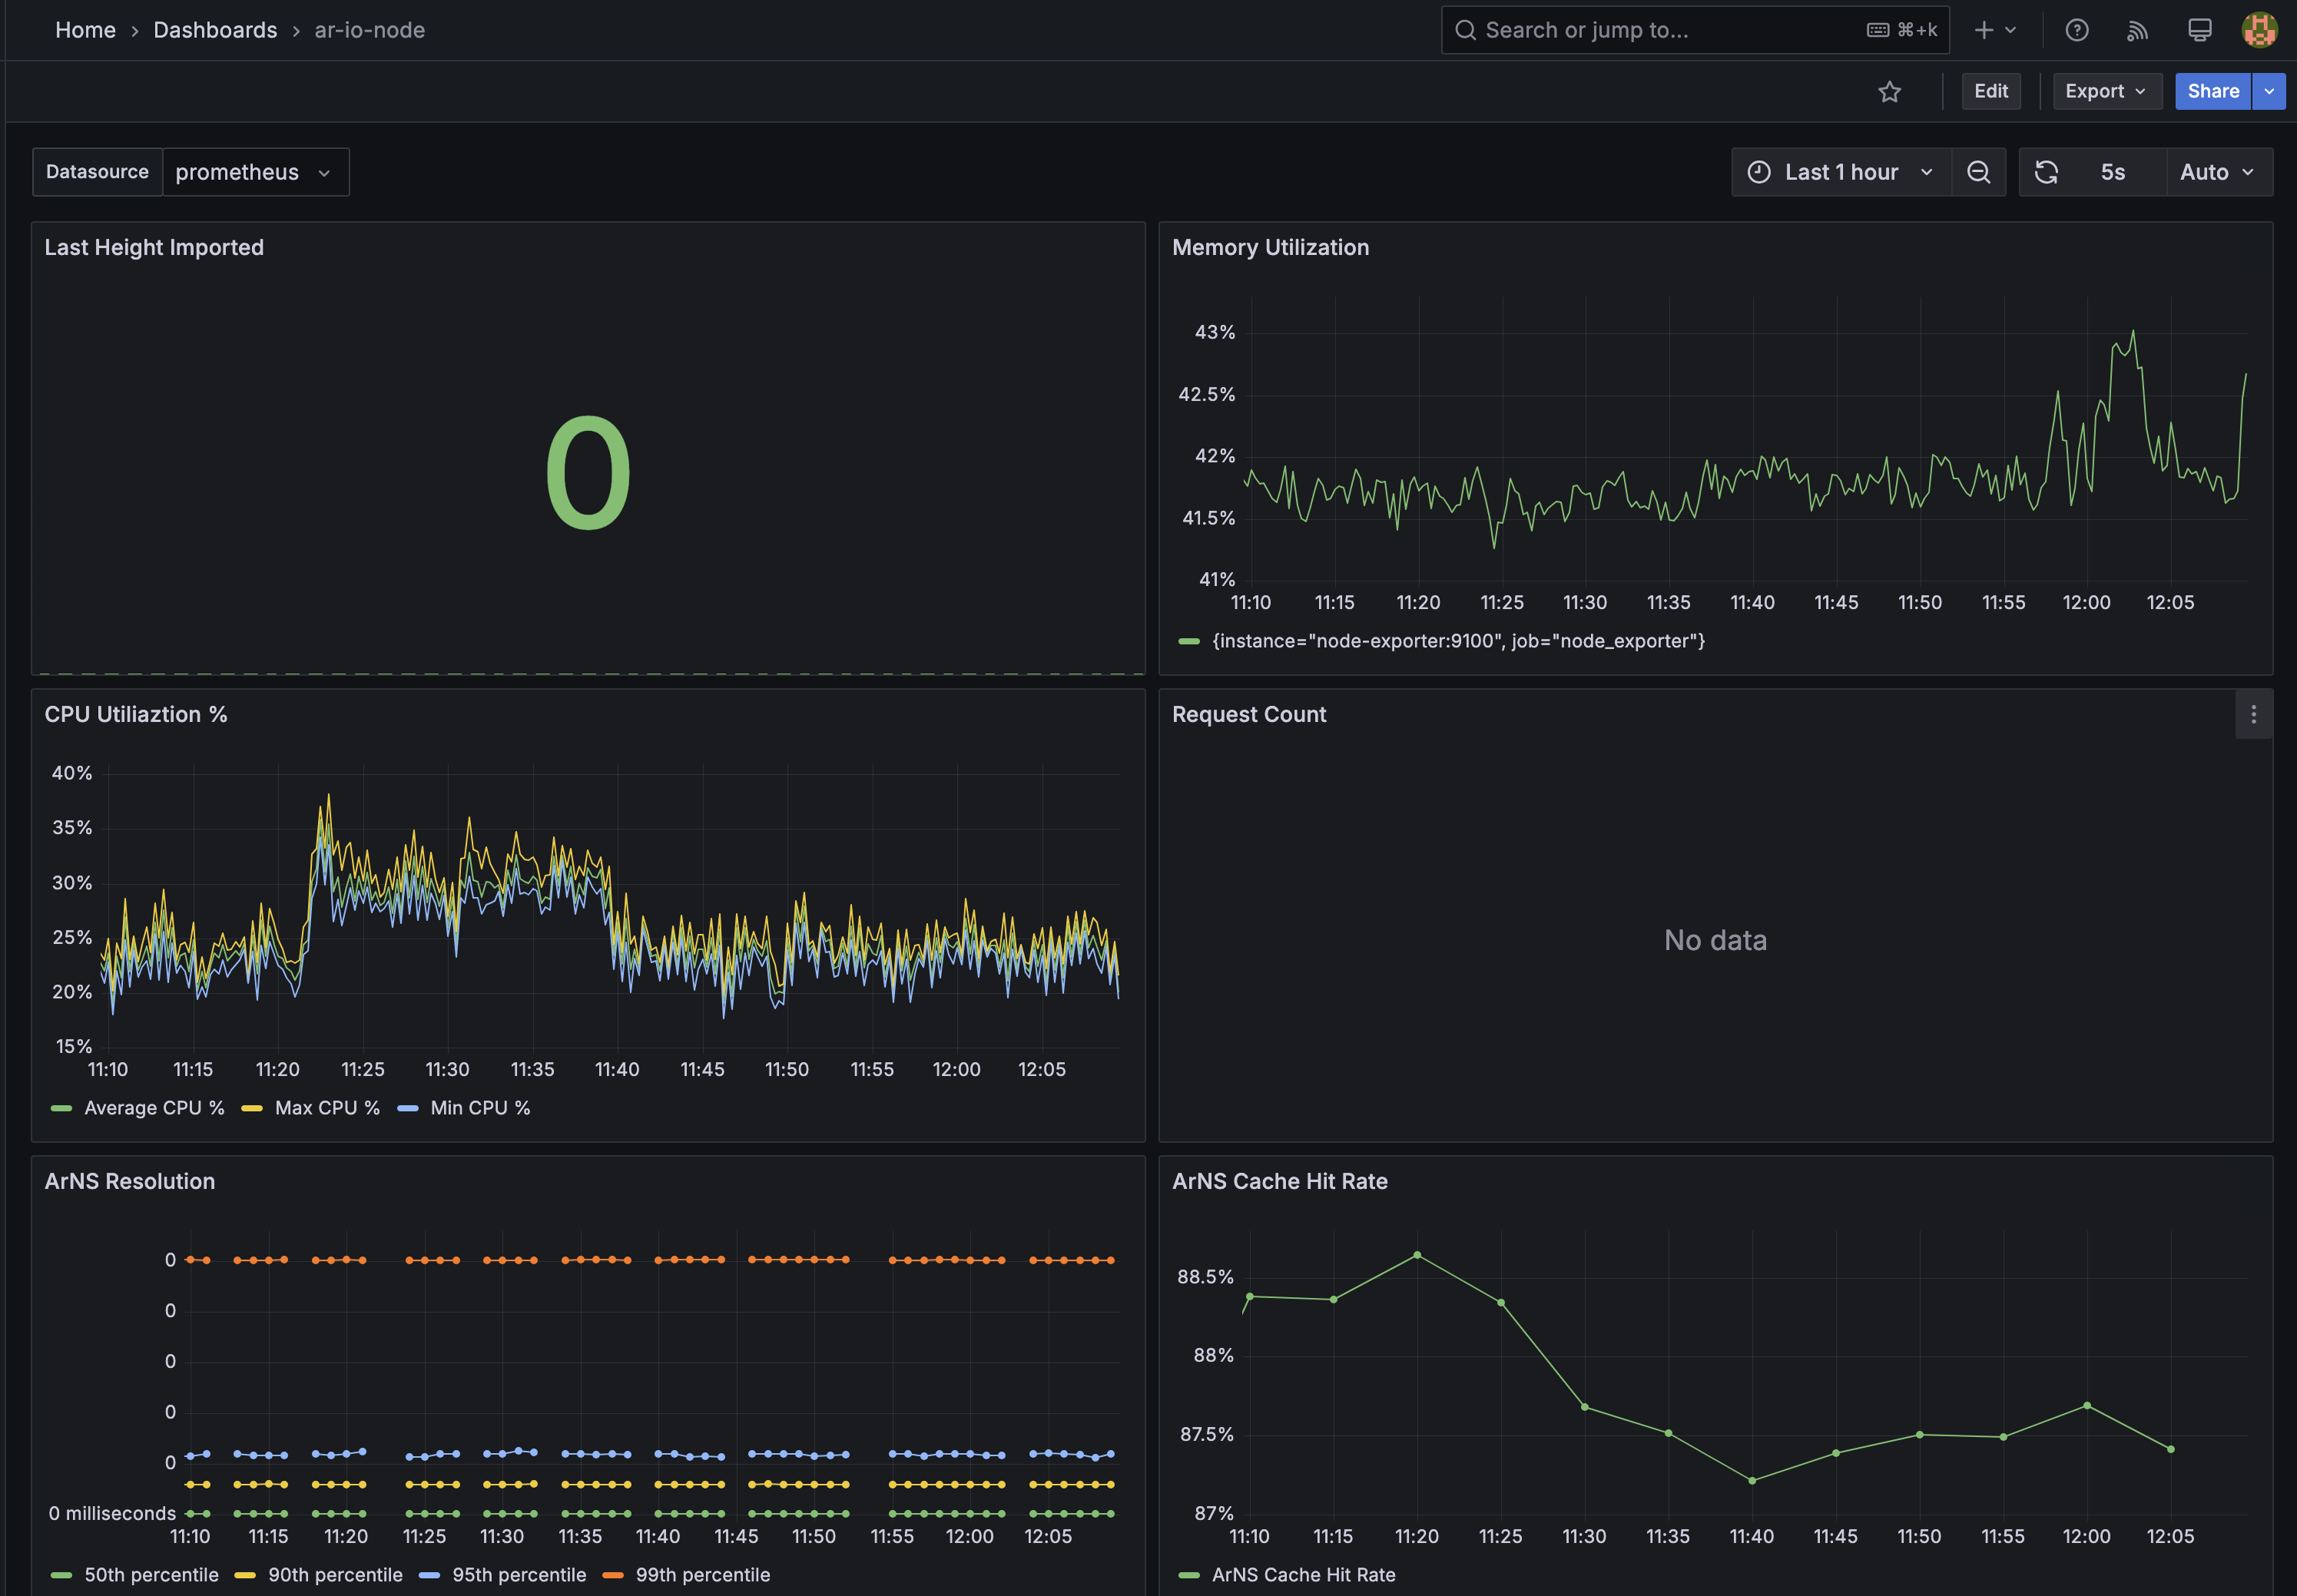 Home › Dashboards › ar-io-node
Search or jump to... ⌘+k
Edit Export Share
Datasource prometheus
Last 1 hour 5s Auto
Last Height Imported
0
Memory Utilization
43%
42.5%
42%
41.5%
41%
11:10 11:15 11:20 11:25 11:30 11:35 11:40 11:45 11:50 11:55 12:00 12:05
{instance="node-exporter:9100", job="node_exporter"}
CPU Utiliaztion %
40%
35%
30%
25%
20%
15%
11:10 11:15 11:20 11:25 11:30 11:35 11:40 11:45 11:50 11:55 12:00 12:05
Average CPU % Max CPU % Min CPU %
Request Count
No data
ArNS Resolution
0
0
0
0
0
0 milliseconds
11:10 11:15 11:20 11:25 11:30 11:35 11:40 11:45 11:50 11:55 12:00 12:05
50th percentile 90th percentile 95th percentile 99th percentile
ArNS Cache Hit Rate
88.5%
88%
87.5%
87%
11:10 11:15 11:20 11:25 11:30 11:35 11:40 11:45 11:50 11:55 12:00 12:05
ArNS Cache Hit Rate